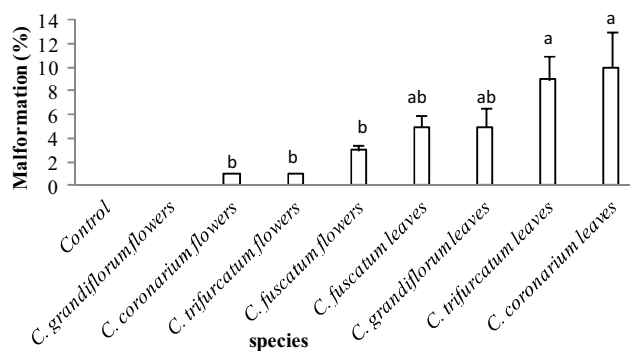 Malformation (%)
14
12
10
8
6
4
2
0
b
b
b
ab
ab
a
a
Control
C. grandiflorum flowers
C. coronarium flowers
C. trifurcatum flowers
C. fuscatum flowers
C. fuscatum leaves
C. grandiflorum leaves
C. trifurcatum leaves
C. coronarium leaves
species